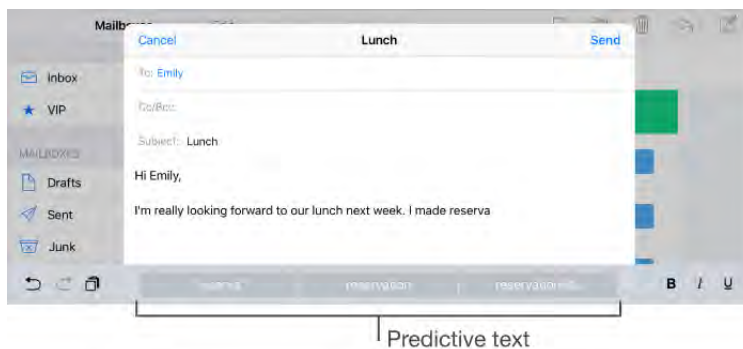 Cancel Lunch Send
To: Emily
Cc/Bcc:
Subject: Lunch
Hi Emily,
I'm really looking forward to our lunch next week. I made reserva
Inbox
VIP
MAILBOXES
Drafts
Sent
Junk
reservation reservations
B I U
Predictive text